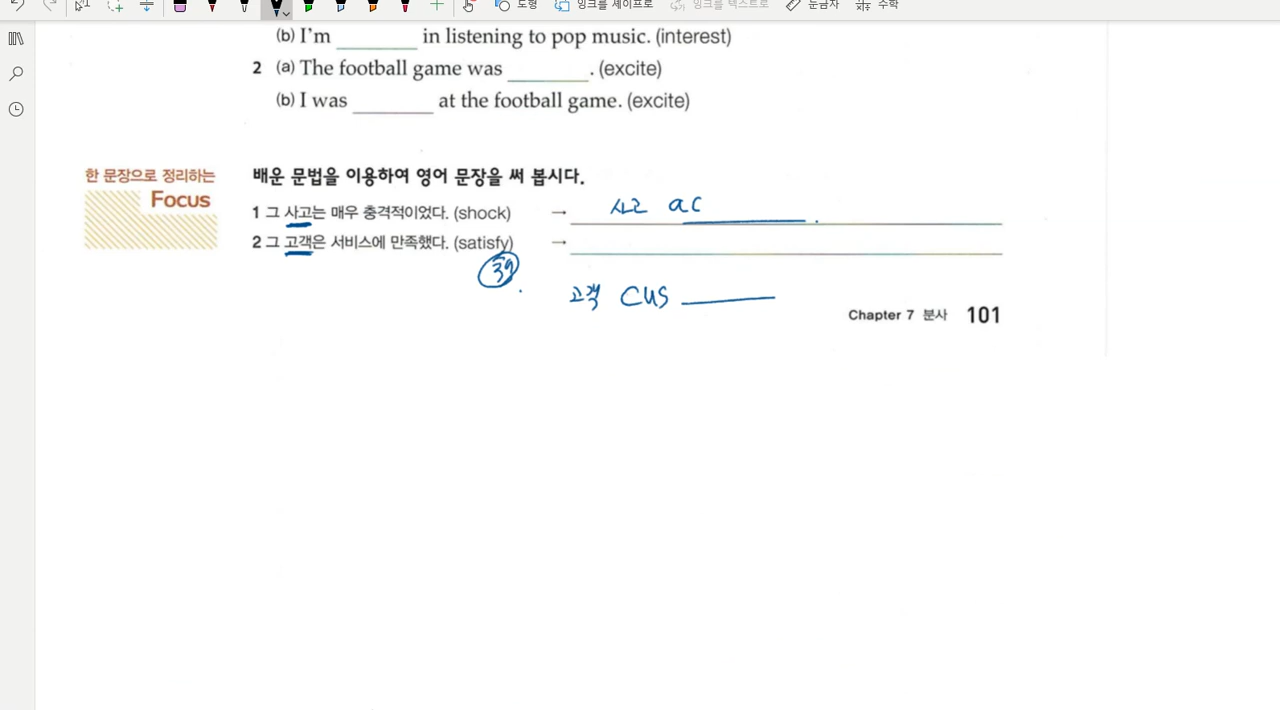 도형 잉크를 셰이프로 잉크를 텍스트로 눈금자 수학
(b) I'm ________ in listening to pop music. (interest)
2 (a) The football game was ________ . (excite)
(b) I was ________ at the football game. (excite)
한 문장으로 정리하는
Focus
배운 문법을 이용하여 영어 문장을 써 봅시다.
1 그 사고는 매우 충격적이었다. (shock) → 사고 ac ________ .
2 그 고객은 서비스에 만족했다. (satisfy) →
고객 cus ________
Chapter 7 분사 101